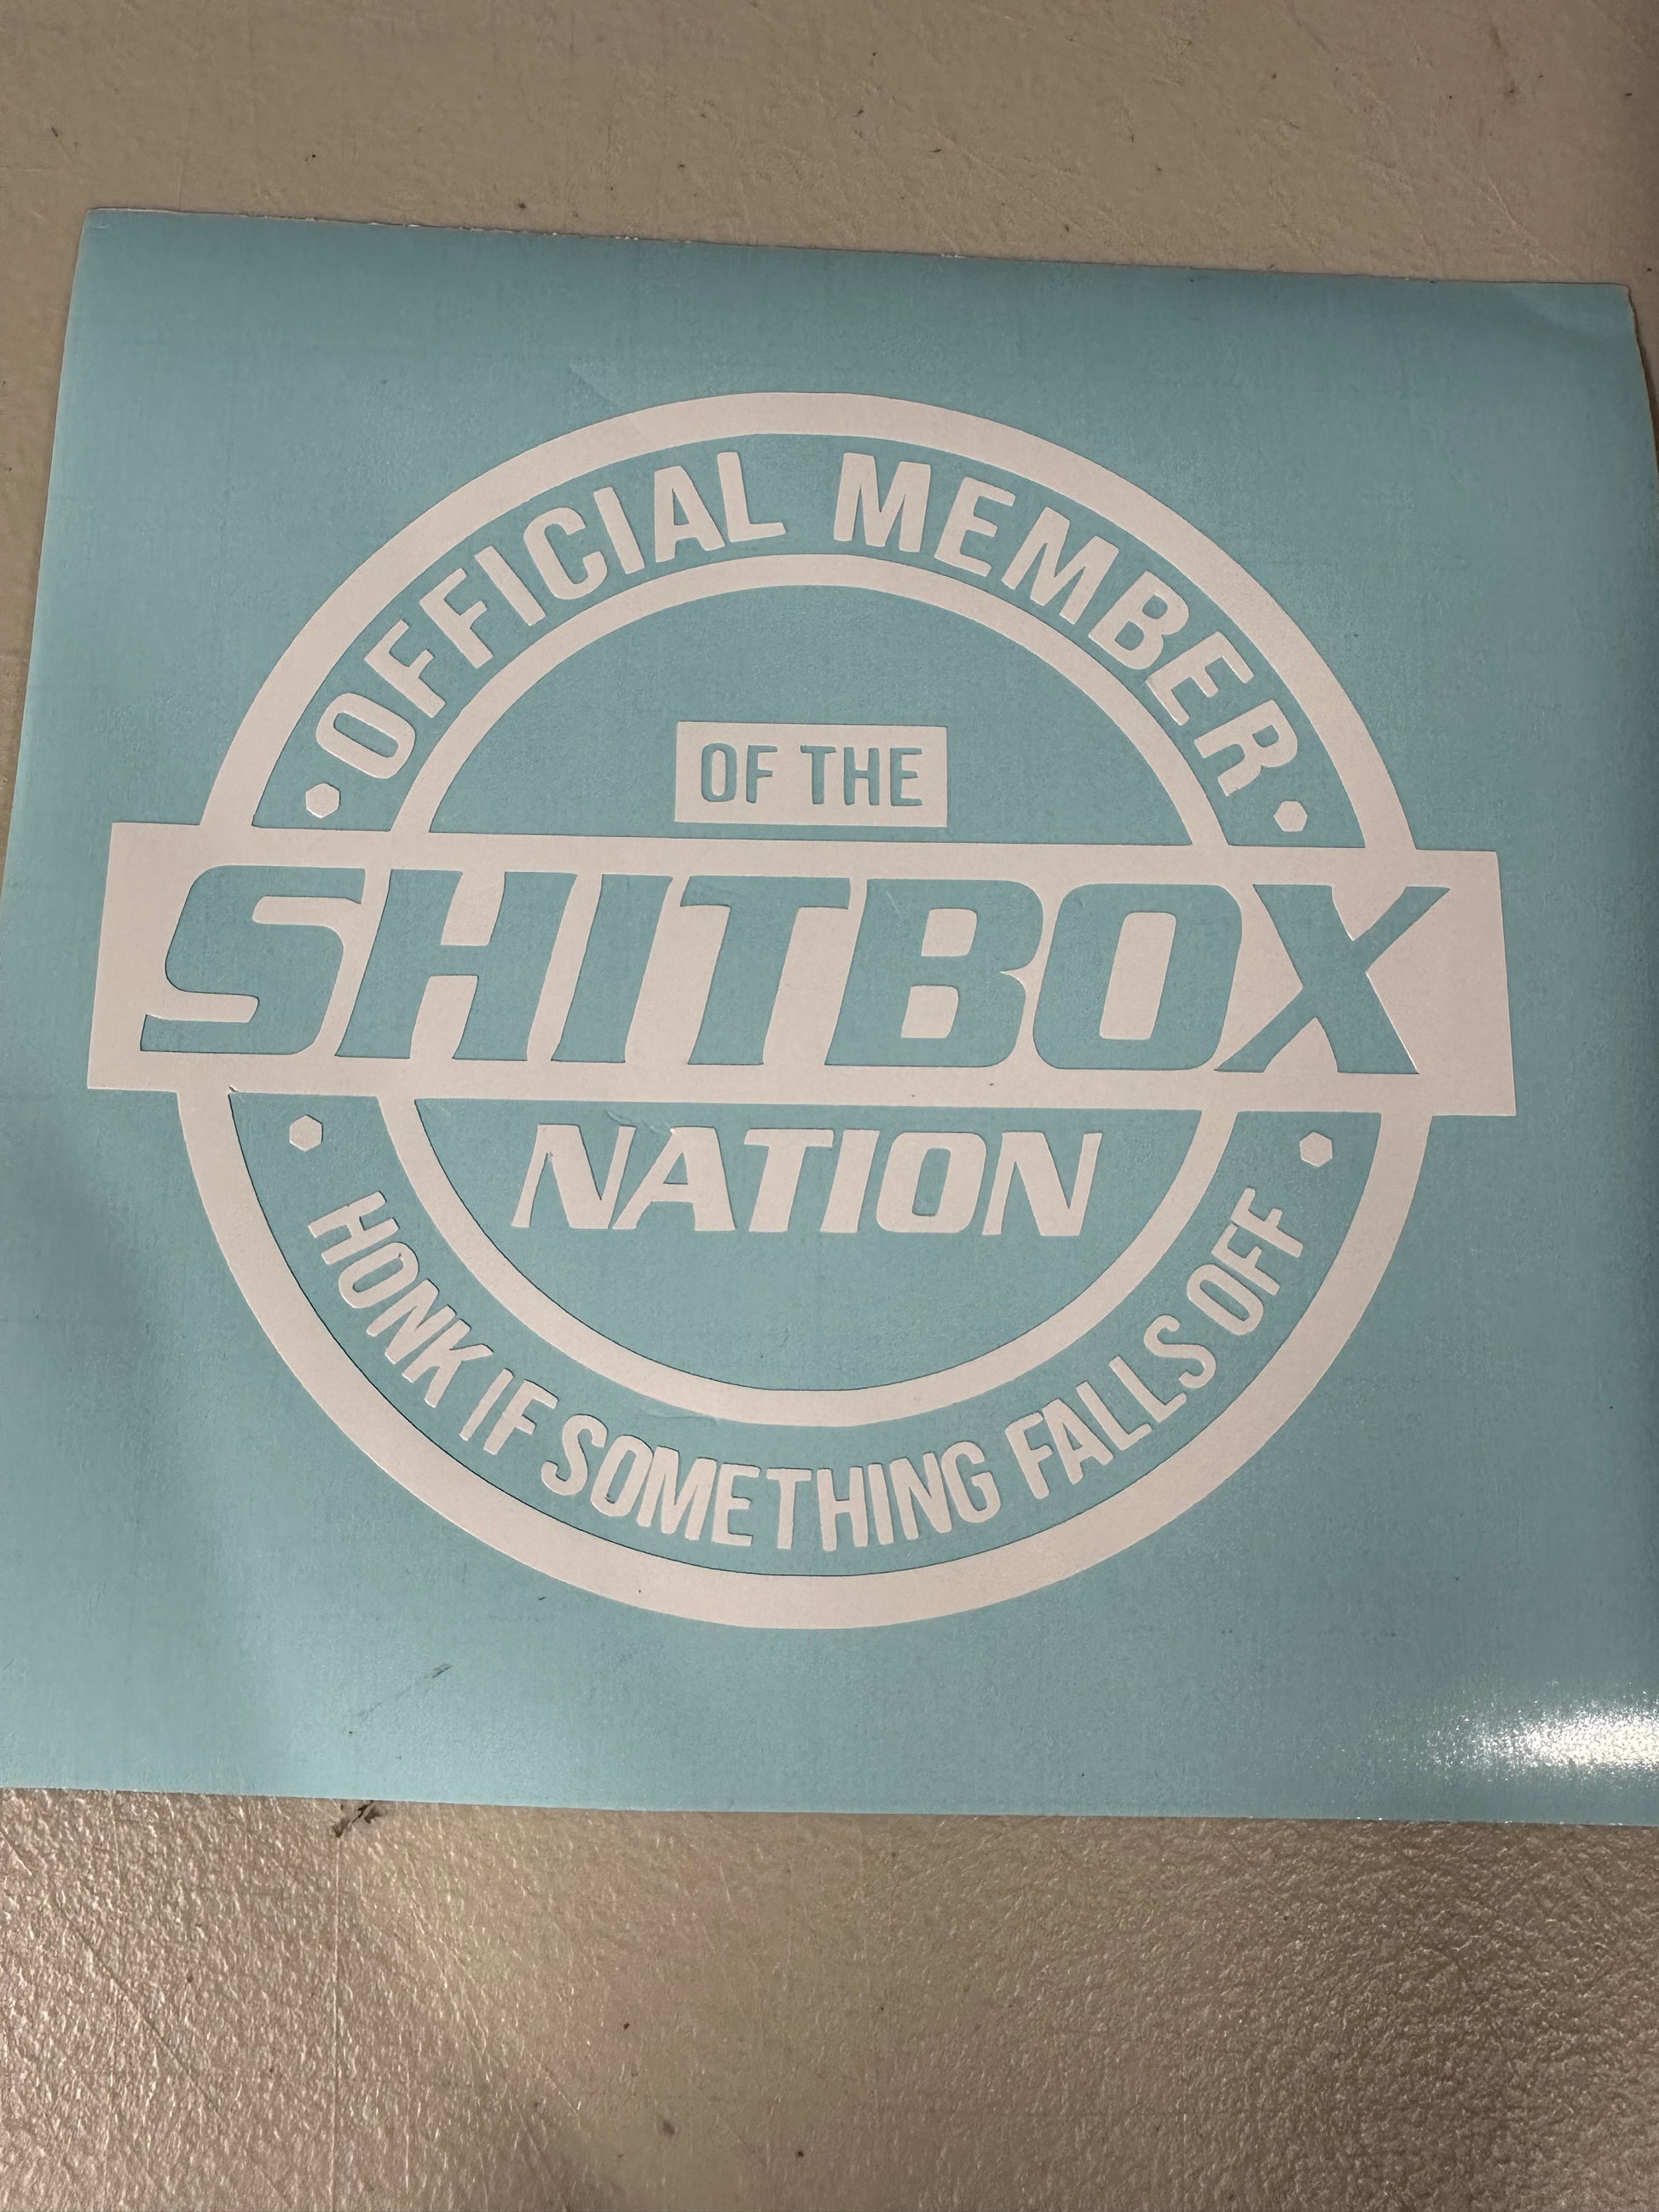 OFFICIAL MEMBER
OF THE
SHITBOX
NATION
HONK IF SOMETHING FALLS OFF